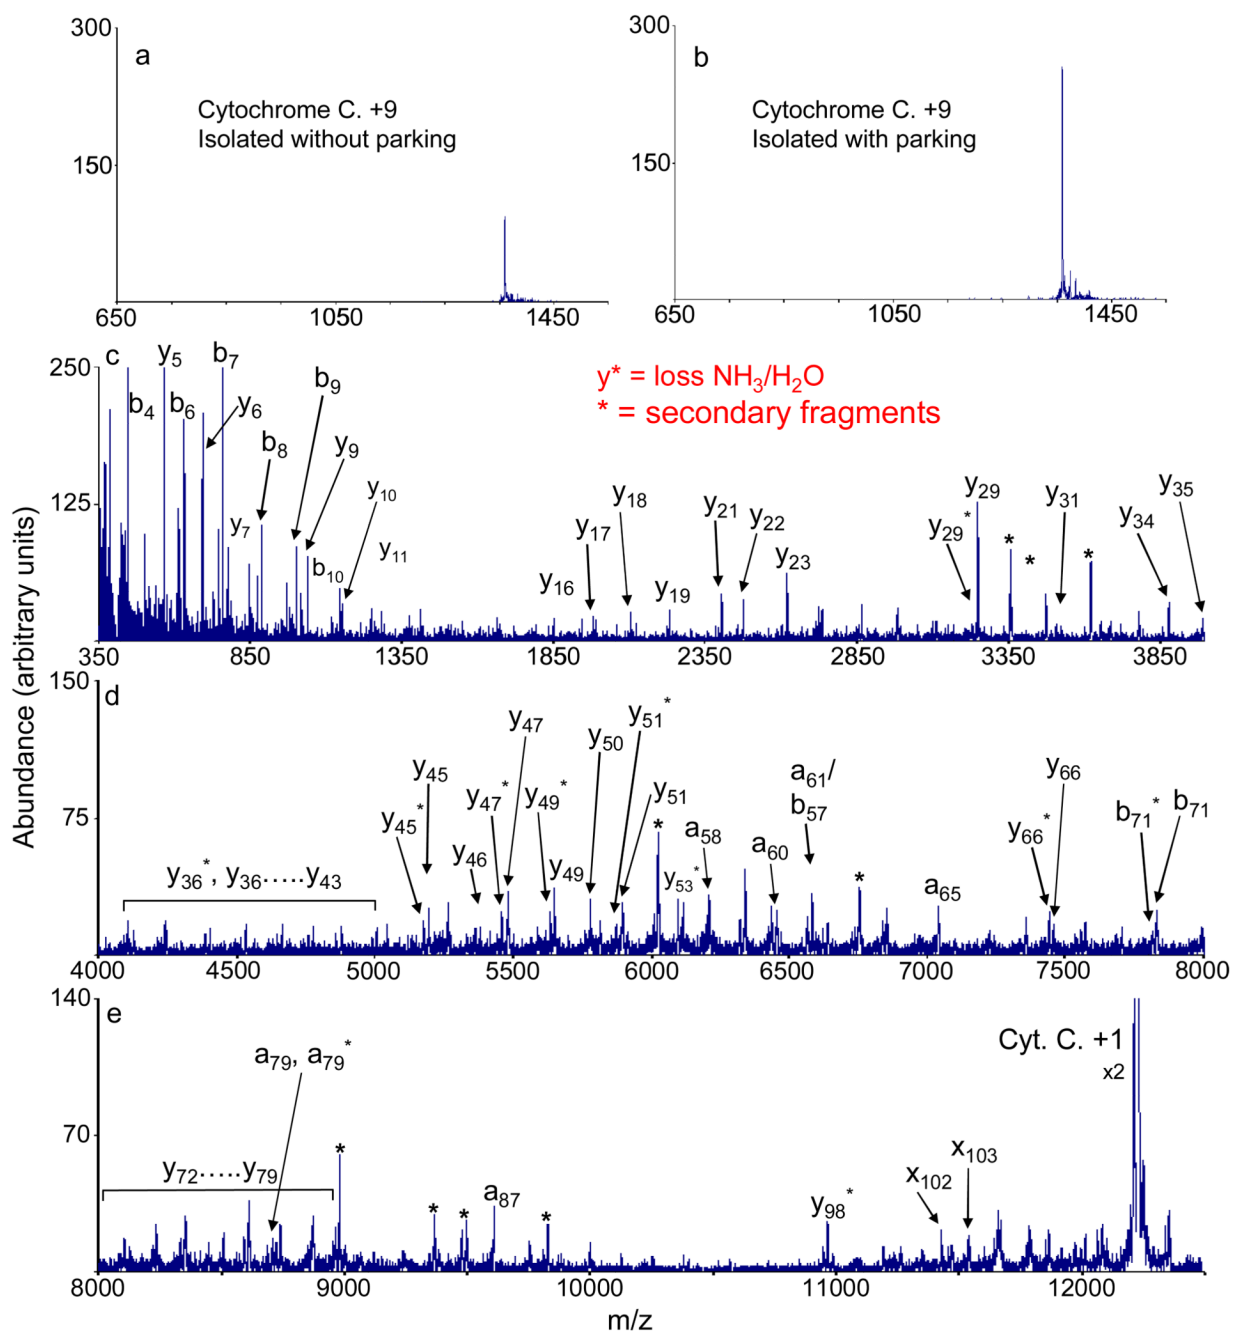 300
a
Cytochrome C. +9
Isolated without parking
150
650
1050
1450
300
b
Cytochrome C. +9
Isolated with parking
150
650
1050
1450
Abundance (arbitrary units)
250
c
b4
y5
b6
b7
y6
b8
b9
y9
y* = loss NH3/H2O
* = secondary fragments
125
y7
b10
y10
y11
y16
y17
y18
y19
y21
y22
y23
y29*
y29
*
*
y31
*
y34
y35
350
850
1350
1850
2350
2850
3350
3850
150
d
75
y36*, y36.....y43
y45*
y45
y46
y47*
y47
y49*
y49
y50
y51*
y51
*
y53*
a58
a60
a61/
b57
*
a65
y66*
y66
b71*
b71
4000
4500
5000
5500
6000
6500
7000
7500
8000
140
e
Cyt. C. +1
x2
a79, a79*
70
y72.....y79
*
*
*
a87
*
y98*
x102
x103
8000
9000
10000
11000
12000
m/z